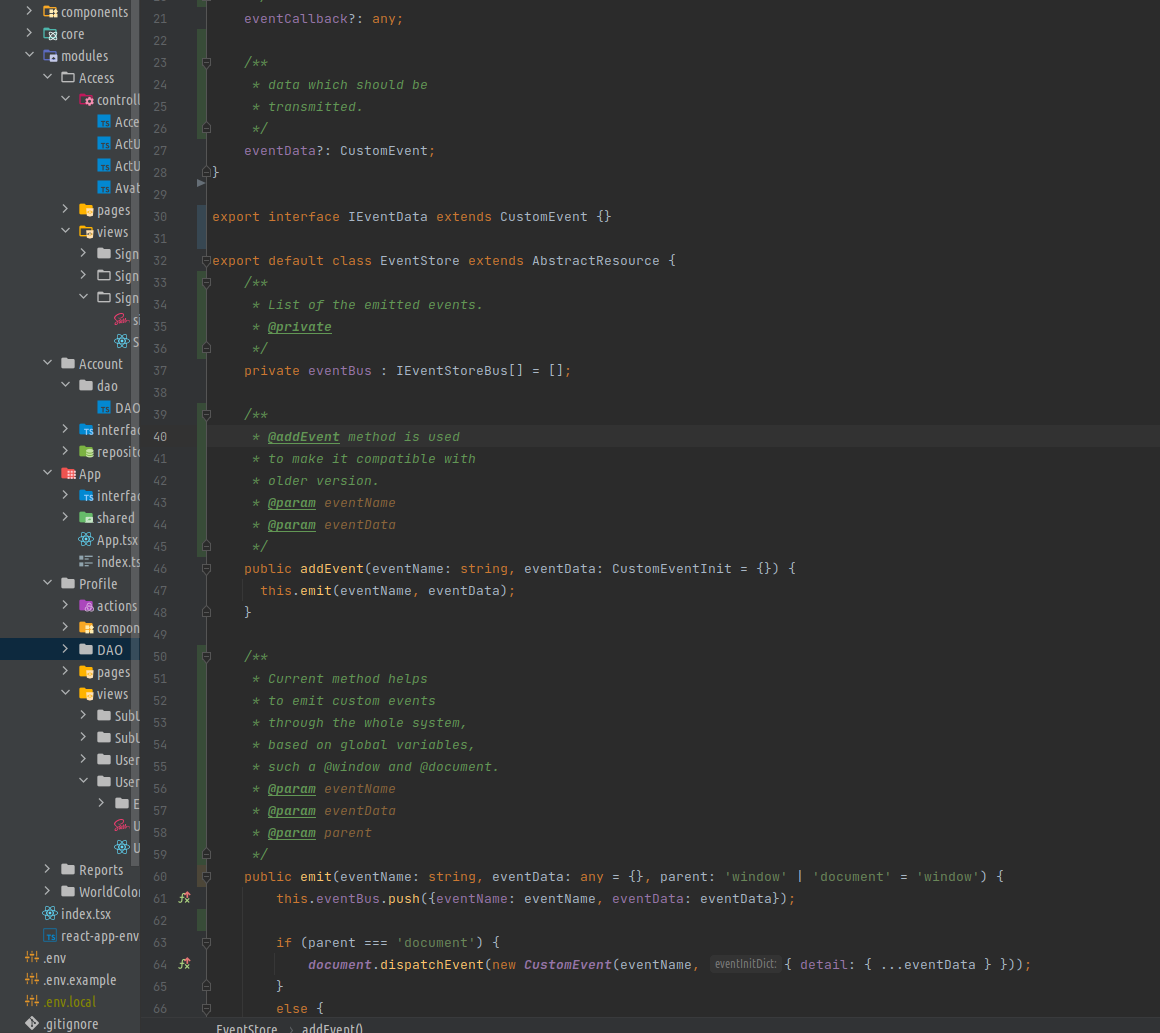 components
core
modules
Access
controll
Acce
ActU
ActU
Avat
pages
views
Sign
Sign
Sign
si
S
Account
dao
DAO
interfac
reposito
App
interfac
shared
App.tsx
index.ts
Profile
actions
compon
DAO
pages
views
SubU
SubU
User
User
E
U
U
Reports
WorldColo
index.tsx
react-app-env
.env
.env.example
.env.local
.gitignore
21 eventCallback?: any;
22
23 /**
24 * data which should be
25 * transmitted.
26 */
27 eventData?: CustomEvent;
28 }
29
30 export interface IEventData extends CustomEvent {}
31
32 export default class EventStore extends AbstractResource {
33 /**
34 * List of the emitted events.
35 * @private
36 */
37 private eventBus : IEventStoreBus[] = [];
38
39 /**
40 * @addEvent method is used
41 * to make it compatible with
42 * older version.
43 * @param eventName
44 * @param eventData
45 */
46 public addEvent(eventName: string, eventData: CustomEventInit = {}) {
47 this.emit(eventName, eventData);
48 }
49
50 /**
51 * Current method helps
52 * to emit custom events
53 * through the whole system,
54 * based on global variables,
55 * such a @window and @document.
56 * @param eventName
57 * @param eventData
58 * @param parent
59 */
60 public emit(eventName: string, eventData: any = {}, parent: 'window' | 'document' = 'window') {
61 this.eventBus.push({eventName: eventName, eventData: eventData});
62
63 if (parent === 'document') {
64 document.dispatchEvent(new CustomEvent(eventName, eventInitDict: { detail: { ...eventData } }));
65 }
66 else {
EventStore › addEvent()